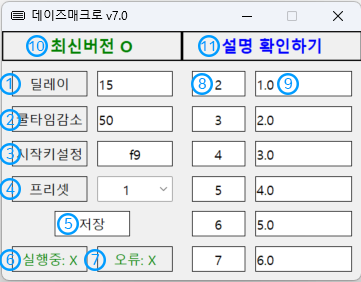 데이즈매크로 v7.0
10 최신버전 O 11 설명 확인하기
1 딜레이 15 8 2 1.0 9
2 쿨타임감소 50 3 2.0
3 시작키설정 f9 4 3.0
4 프리셋 1 5 4.0
5 저장 6 5.0
6 실행중: X 7 오류: X 7 6.0